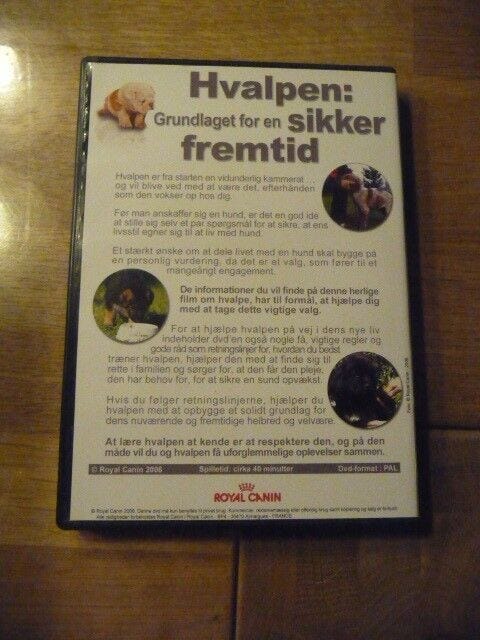 Hvalpen:
Grundlaget for en sikker
fremtid
Hvalpen er fra starten en vidunderlig kammerat ...
og vil blive ved med at være det, efterhånden
som den vokser op hos dig.
Før man anskaffer sig en hund, er det en god ide
at stille sig selv et par spørgsmål for at sikre, at ens
livsstil egner sig til at liv med hund.
Et stærkt ønske om at dele livet med en hund skal bygge på
en personlig vurdering, da det er et valg, som fører til et
mangeårigt engagement.
De informationer du vil finde på denne herlige
film om hvalpe, har til formål, at hjælpe dig
med at tage dette vigtige valg.
For at hjælpe hvalpen på vej i dens nye liv
indeholder dvd'en også nogle få, vigtige regler og
gode råd som retningslinjer for, hvordan du bedst
træner hvalpen, hjælper den med at finde sig til
rette i familien og sørger for, at den får den pleje,
den har behov for, for at sikre en sund opvækst.
Hvis du følger retningslinjerne, hjælper du
hvalpen med at opbygge et solidt grundlag for
dens nuværende og fremtidige helbred og velvære.
At lære hvalpen at kende er at respektere den, og på den
måde vil du og hvalpen få uforglemmelige oplevelser sammen.
© Royal Canin 2006 Spilletid: cirka 40 minutter Dvd-format : PAL
ROYAL CANIN